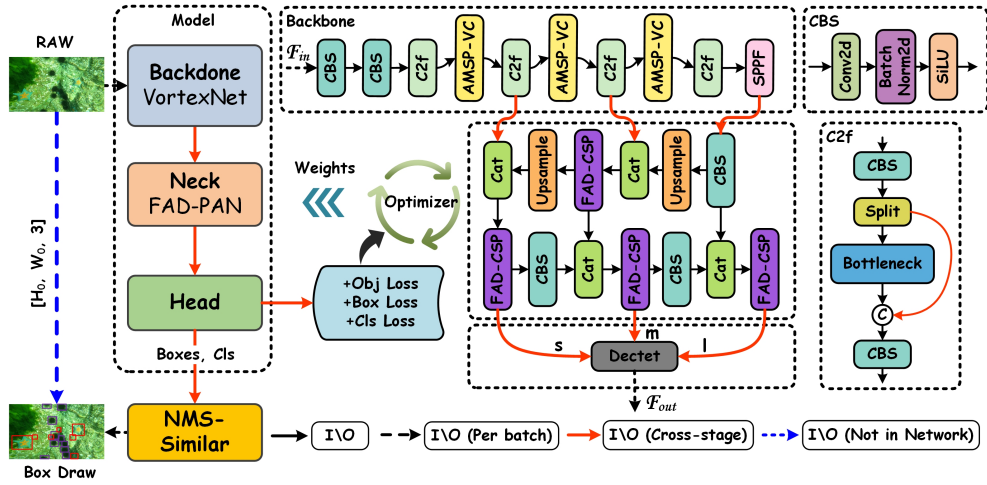 RAW
Model
Backdone
VortexNet
Neck
FAD-PAN
Head
Boxes, Cls
NMS-
Similar
[H₀, W₀, 3]
Box Draw
Weights
Optimizer
+Obj Loss
+Box Loss
+Cls Loss
Backbone
F_in
CBS
CBS
C2f
AMSP-VC
C2f
AMSP-VC
C2f
AMSP-VC
C2f
SPPF
Cat
Upsample
FAD-CSP
Cat
Upsample
CBS
FAD-CSP
CBS
Cat
FAD-CSP
CBS
Cat
FAD-CSP
s
m
l
Dectet
F_out
CBS
Conv2d
Batch
Norm2d
SiLU
C2f
CBS
Split
Bottleneck
C
CBS
I\O
I\O (Per batch)
I\O (Cross-stage)
I\O (Not in Network)